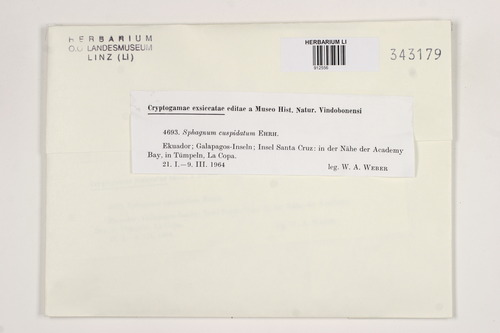 HERBARIUM
O.Ö. LANDESMUSEUM
LINZ (LI)
HERBARIUM LI
343179
Cryptogamae exsiccatae editae a Museo Hist. Natur. Vindobonensi
4693. Sphagnum cuspidatum EHRH.
Ekuador; Galapagos-Inseln; Insel Santa Cruz: in der Nähe der Academy
Bay, in Tümpeln, La Copa.
21. I.—9. III. 1964
leg. W. A. WEBER